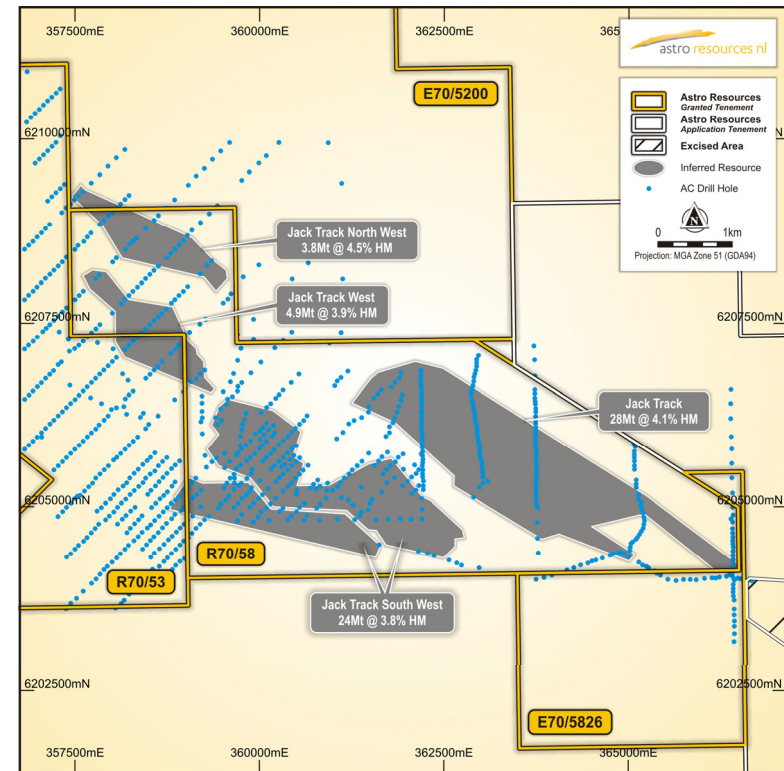 357500mE
360000mE
362500mE
365
astro resources nl
E70/5200
Astro Resources
Granted Tenement
Astro Resources
Application Tenement
Excised Area
Inferred Resource
AC Drill Hole
N
0 1km
Projection: MGA Zone 51 (GDA94)
6210000mN
Jack Track North West
3.8Mt @ 4.5% HM
Jack Track West
4.9Mt @ 3.9% HM
6207500mN
6207500mN
Jack Track
28Mt @ 4.1% HM
6205000mN
6205000mN
R70/58
R70/53
Jack Track South West
24Mt @ 3.8% HM
6202500mN
6202500mN
E70/5826
357500mE
360000mE
362500mE
365000mE